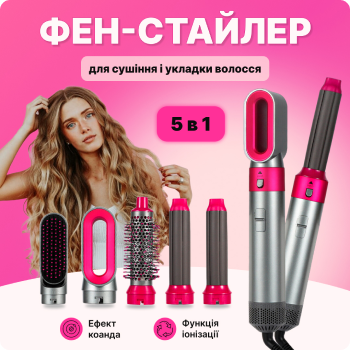 ФЕН-СТАЙЛЕР
для сушіння і укладки волосся
5 в 1
Ефект
коанда
Функція
іонізації